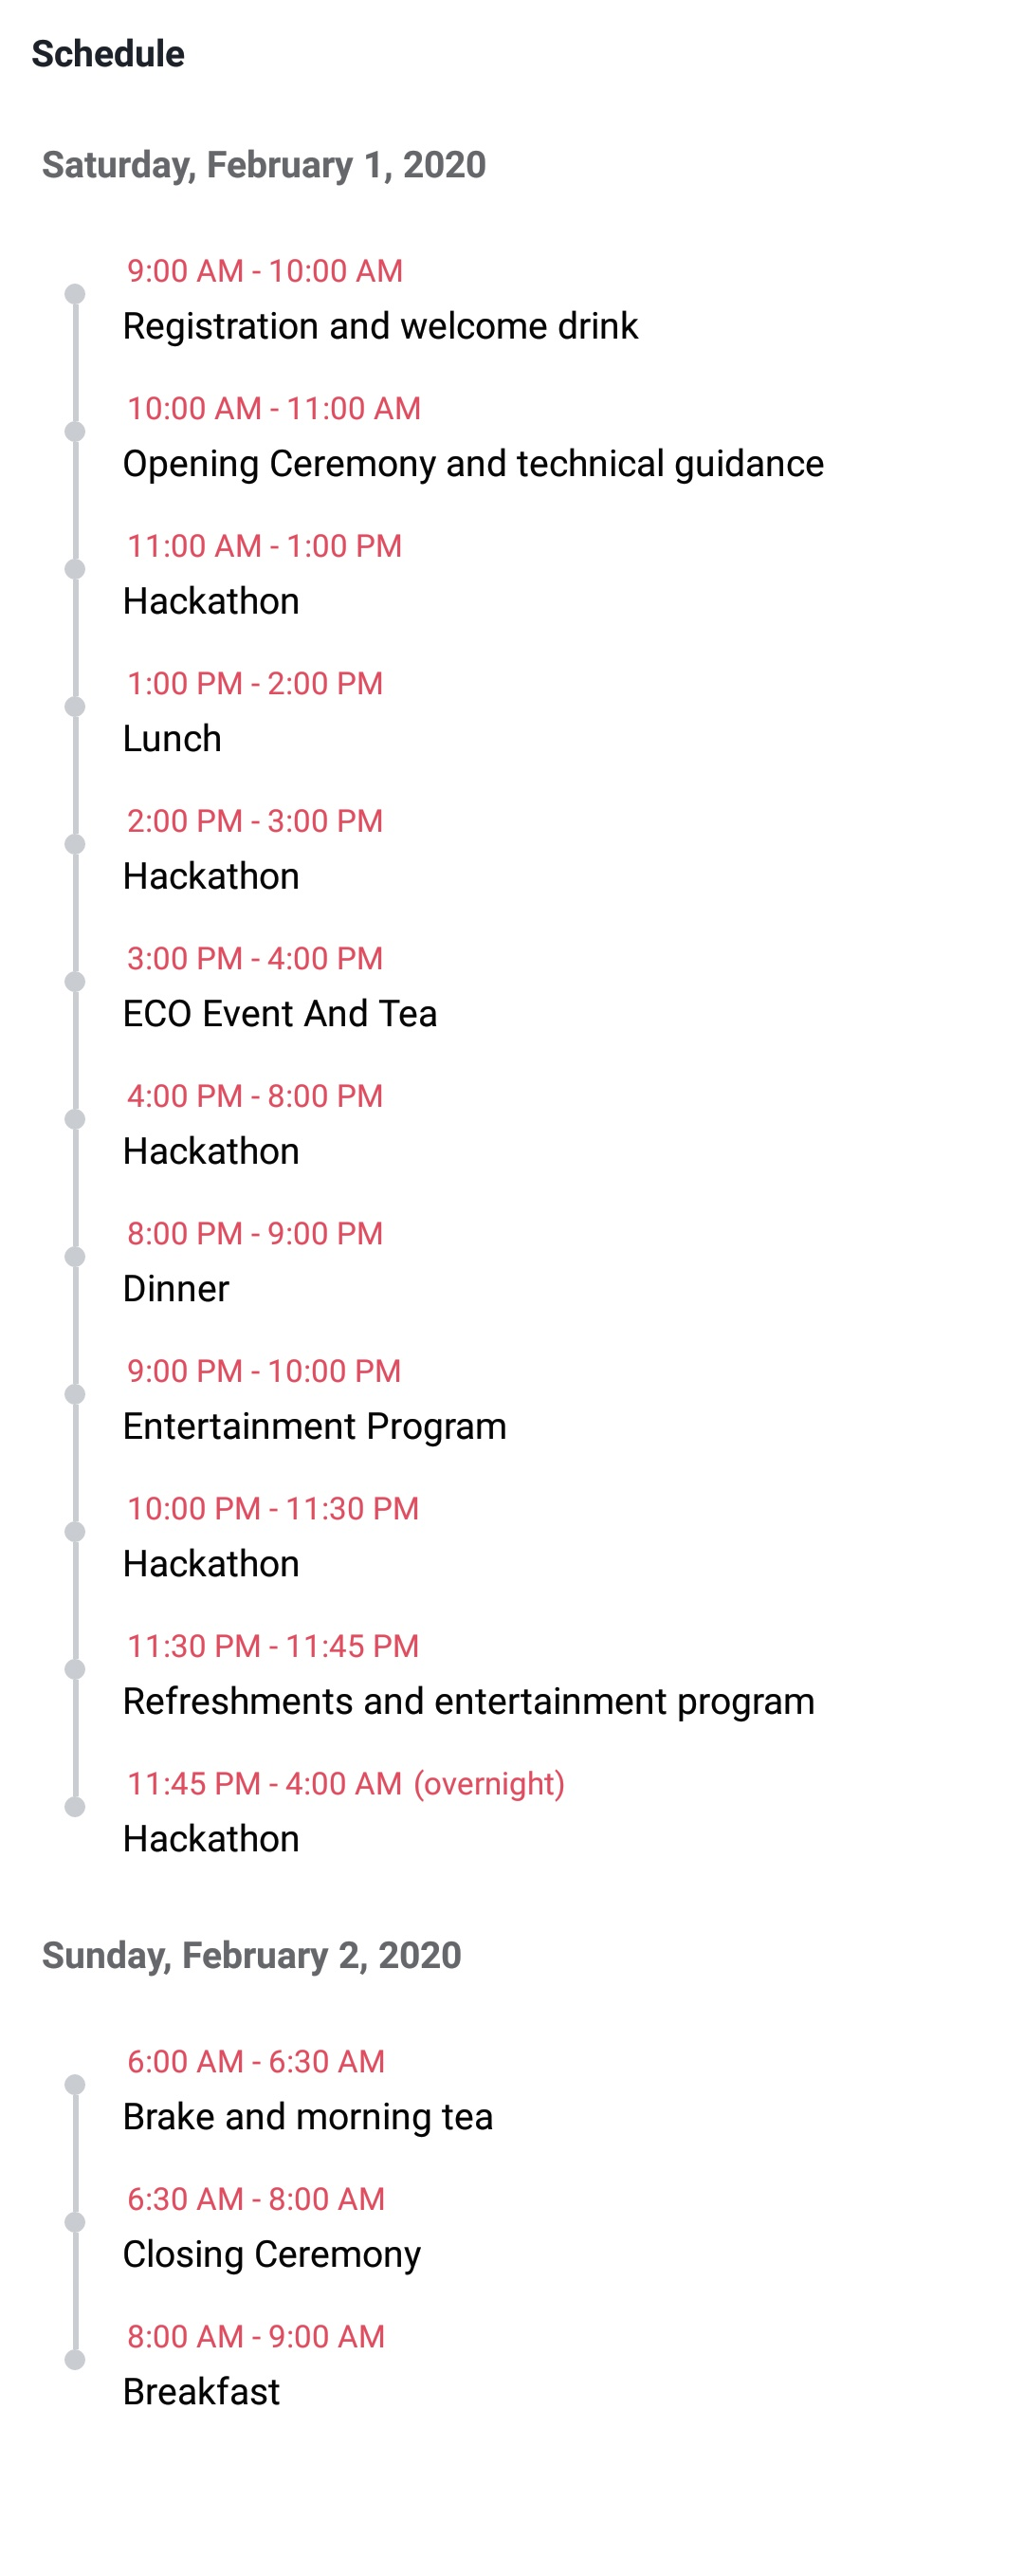 Schedule
Saturday, February 1, 2020
9:00 AM - 10:00 AM
Registration and welcome drink
10:00 AM - 11:00 AM
Opening Ceremony and technical guidance
11:00 AM - 1:00 PM
Hackathon
1:00 PM - 2:00 PM
Lunch
2:00 PM - 3:00 PM
Hackathon
3:00 PM - 4:00 PM
ECO Event And Tea
4:00 PM - 8:00 PM
Hackathon
8:00 PM - 9:00 PM
Dinner
9:00 PM - 10:00 PM
Entertainment Program
10:00 PM - 11:30 PM
Hackathon
11:30 PM - 11:45 PM
Refreshments and entertainment program
11:45 PM - 4:00 AM (overnight)
Hackathon
Sunday, February 2, 2020
6:00 AM - 6:30 AM
Brake and morning tea
6:30 AM - 8:00 AM
Closing Ceremony
8:00 AM - 9:00 AM
Breakfast